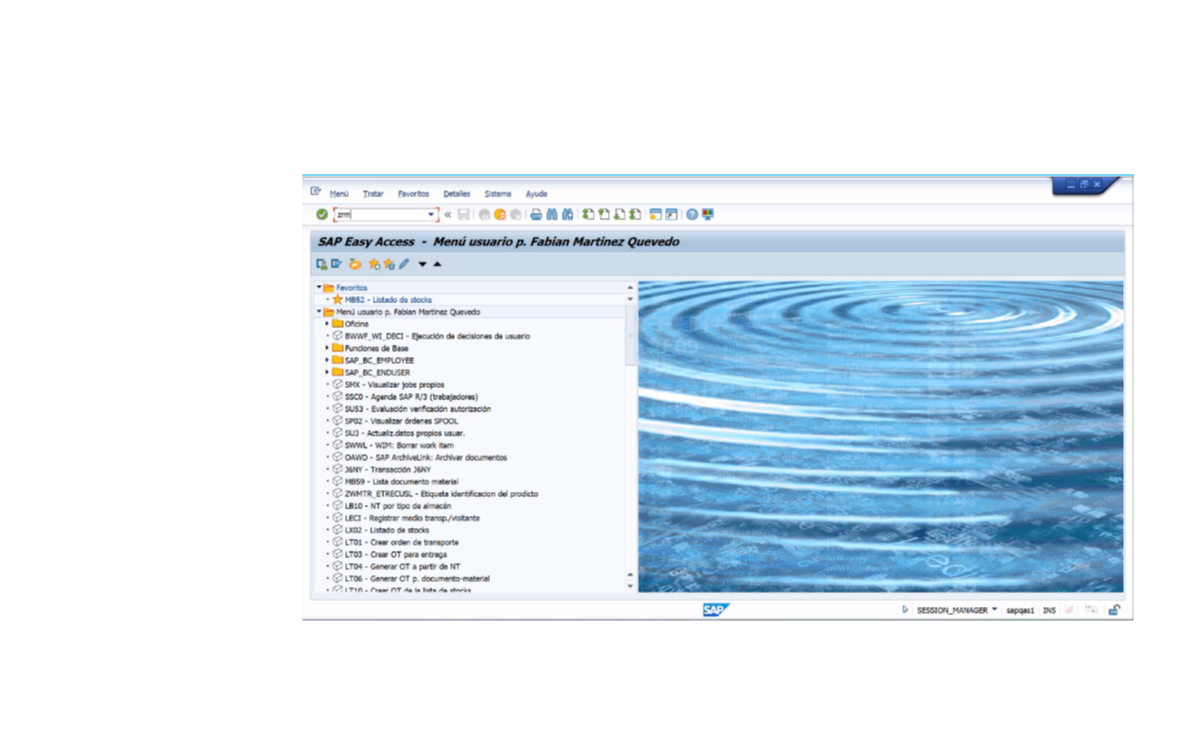 Menú Tratar Favoritos Detalles Sistema Ayuda
zrm
SAP Easy Access - Menú usuario p. Fabian Martinez Quevedo
Favoritos
MB52 - Listado de stocks
Menú usuario p. Fabian Martinez Quevedo
Oficina
BWWF_WI_DECI - Ejecución de decisiones de usuario
Funciones de Base
SAP_BC_EMPLOYEE
SAP_BC_ENDUSER
SMX - Visualizar jobs propios
SSC0 - Agenda SAP R/3 (trabajadores)
SU53 - Evaluación verificación autorización
SP02 - Visualizar órdenes SPOOL
SU3 - Actualiz.datos propios usuar.
SWWL - WIM: Borrar work item
OAWD - SAP ArchiveLink: Archivar documentos
J6NY - Transacción J6NY
MB59 - Lista documento material
ZWMTR_ETRECUSL - Etiqueta identificacion del prodicto
LB10 - NT por tipo de almacén
LECI - Registrar medio transp./visitante
LX02 - Listado de stocks
LT01 - Crear orden de transporte
LT03 - Crear OT para entrega
LT04 - Generar OT a partir de NT
LT06 - Generar OT p. documento-material
LT10 - Crear OT de la lista de stocks
SAP
SESSION_MANAGER sapqas1 INS